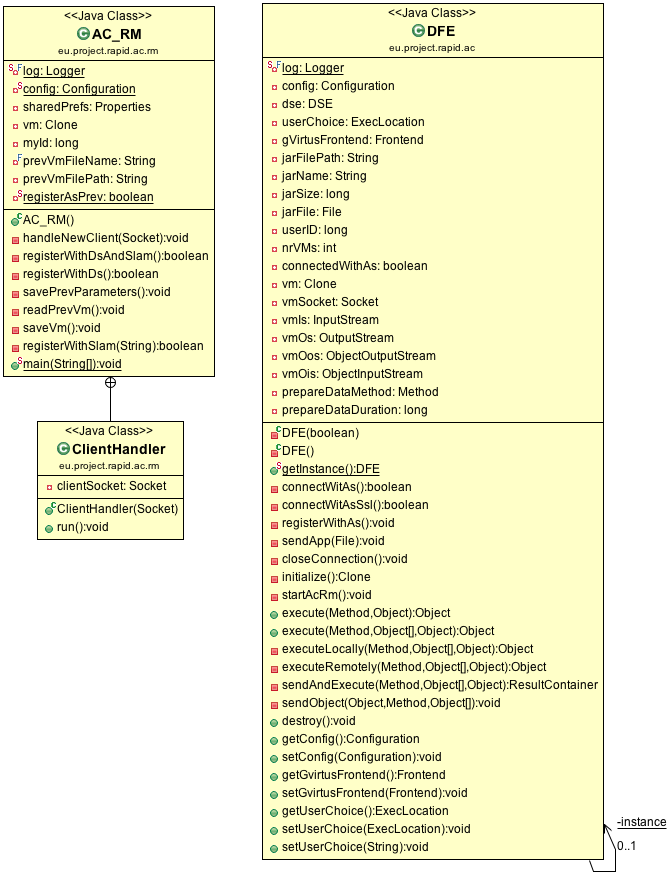 <<Java Class>>
AC_RM
eu.project.rapid.ac.rm
log: Logger
config: Configuration
sharedPrefs: Properties
vm: Clone
myId: long
prevVmFileName: String
prevVmFilePath: String
registerAsPrev: boolean
AC_RM()
handleNewClient(Socket):void
registerWithDsAndSlam():boolean
registerWithDs():boolean
savePrevParameters():void
readPrevVm():void
saveVm():void
registerWithSlam(String):boolean
main(String[]):void
<<Java Class>>
ClientHandler
eu.project.rapid.ac.rm
clientSocket: Socket
ClientHandler(Socket)
run():void
<<Java Class>>
DFE
eu.project.rapid.ac
log: Logger
config: Configuration
dse: DSE
userChoice: ExecLocation
gVirtusFrontend: Frontend
jarFilePath: String
jarName: String
jarSize: long
jarFile: File
userID: long
nrVMs: int
connectedWithAs: boolean
vm: Clone
vmSocket: Socket
vmIs: InputStream
vmOs: OutputStream
vmOos: ObjectOutputStream
vmOis: ObjectInputStream
prepareDataMethod: Method
prepareDataDuration: long
DFE(boolean)
DFE()
getInstance():DFE
connectWitAs():boolean
connectWitAsSsl():boolean
registerWithAs():void
sendApp(File):void
closeConnection():void
initialize():Clone
startAcRm():void
execute(Method,Object):Object
execute(Method,Object[],Object):Object
executeLocally(Method,Object[],Object):Object
executeRemotely(Method,Object[],Object):Object
sendAndExecute(Method,Object[],Object):ResultContainer
sendObject(Object,Method,Object[]):void
destroy():void
getConfig():Configuration
setConfig(Configuration):void
getGvirtusFrontend():Frontend
setGvirtusFrontend(Frontend):void
getUserChoice():ExecLocation
setUserChoice(ExecLocation):void
setUserChoice(String):void
-instance
0..1